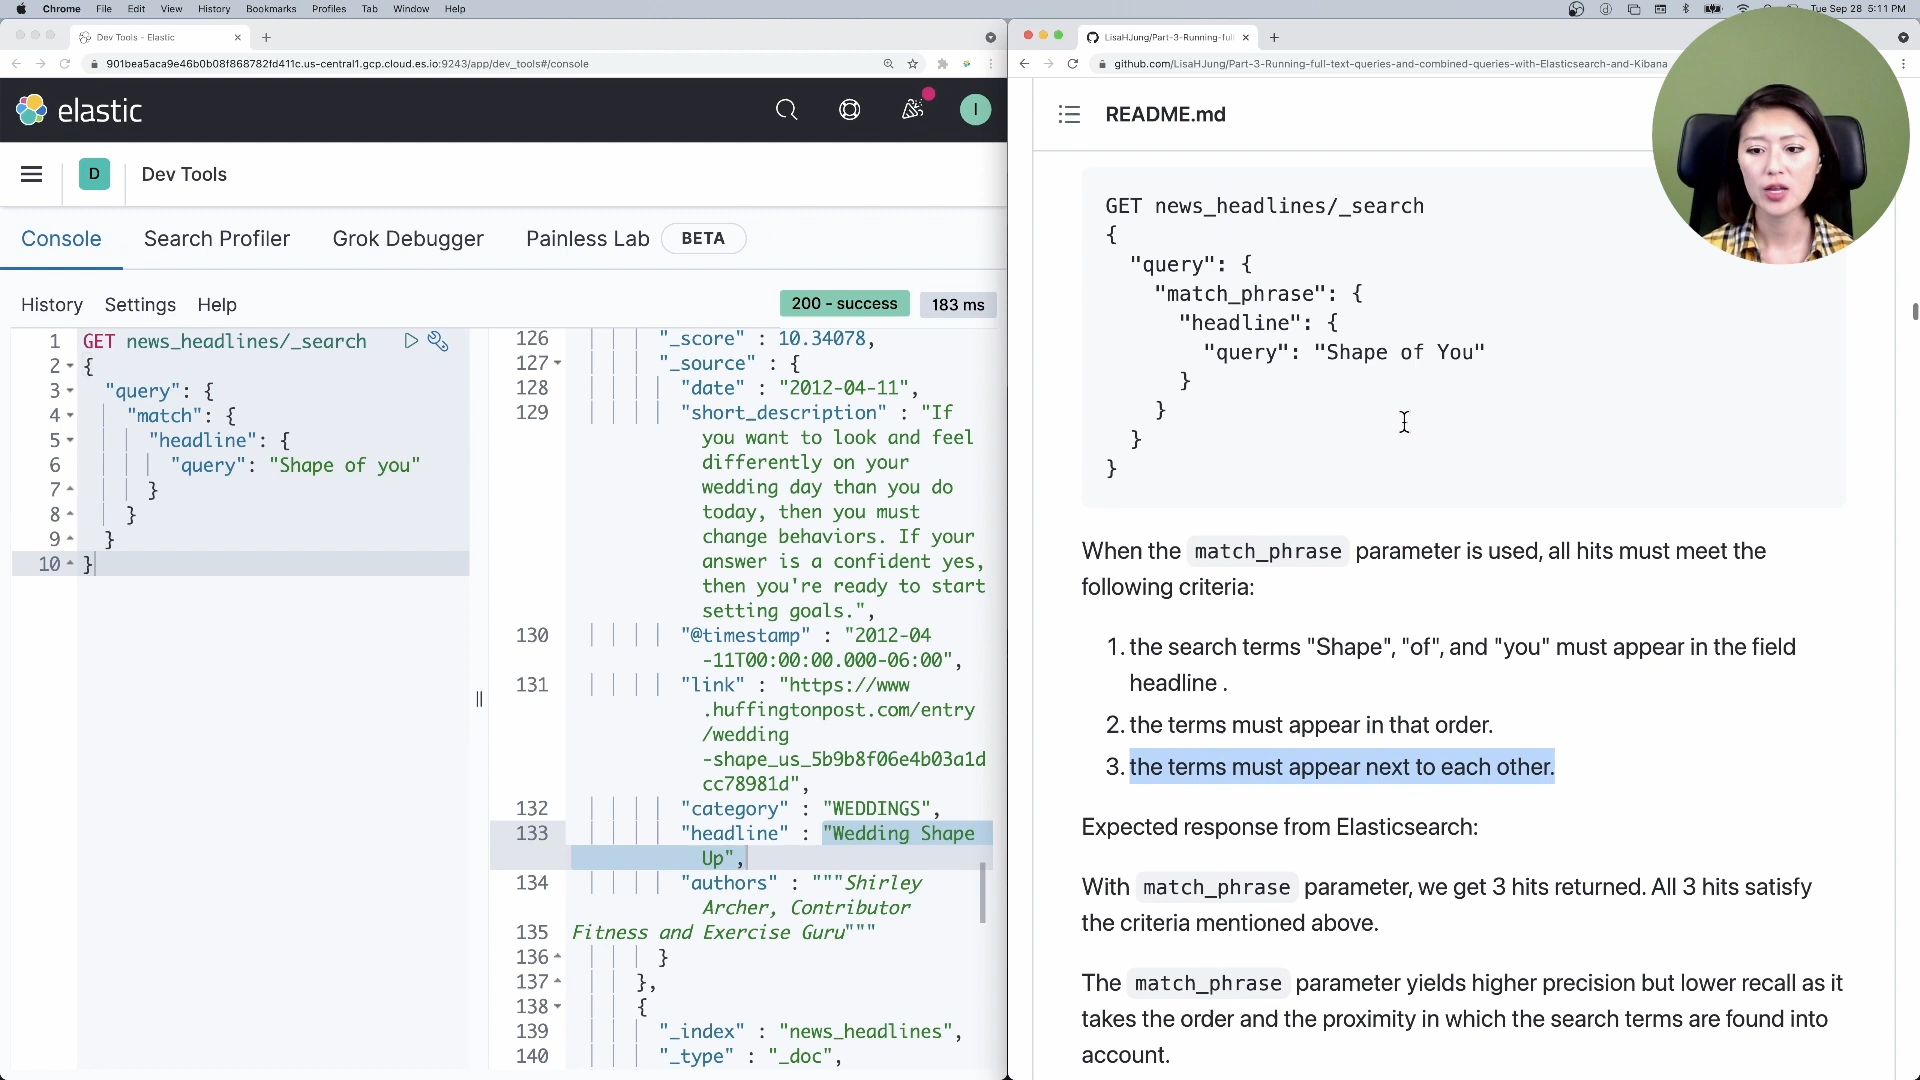 Chrome File Edit View History Bookmarks Profiles Tab Window Help
Tue Sep 28 5:11 PM
Dev Tools - Elastic
901bea5aca9e46b0b08f868782fd411c.us-central1.gcp.cloud.es.io:9243/app/dev_tools#/console
elastic
I
D Dev Tools
Console Search Profiler Grok Debugger Painless Lab BETA
History Settings Help
200 - success 183 ms
1 GET news_headlines/_search
2 {
3 "query": {
4 "match": {
5 "headline": {
6 "query": "Shape of you"
7 }
8 }
9 }
10 }
126 "_score" : 10.34078,
127 "_source" : {
128 "date" : "2012-04-11",
129 "short_description" : "If
you want to look and feel
differently on your
wedding day than you do
today, then you must
change behaviors. If your
answer is a confident yes,
then you're ready to start
setting goals.",
130 "@timestamp" : "2012-04
-11T00:00:00.000-06:00",
131 "link" : "https://www
.huffingtonpost.com/entry
/wedding
-shape_us_5b9b8f06e4b03a1d
cc78981d",
132 "category" : "WEDDINGS",
133 "headline" : "Wedding Shape
Up",
134 "authors" : """Shirley
Archer, Contributor
135 Fitness and Exercise Guru"""
136 }
137 },
138 {
139 "_index" : "news_headlines",
140 "_type" : "_doc",
LisaHJung/Part-3-Running-full
github.com/LisaHJung/Part-3-Running-full-text-queries-and-combined-queries-with-Elasticsearch-and-Kibana
README.md
GET news_headlines/_search
{
"query": {
"match_phrase": {
"headline": {
"query": "Shape of You"
}
}
}
}
When the match_phrase parameter is used, all hits must meet the
following criteria:
1. the search terms "Shape", "of", and "you" must appear in the field
headline .
2. the terms must appear in that order.
3. the terms must appear next to each other.
Expected response from Elasticsearch:
With match_phrase parameter, we get 3 hits returned. All 3 hits satisfy
the criteria mentioned above.
The match_phrase parameter yields higher precision but lower recall as it
takes the order and the proximity in which the search terms are found into
account.